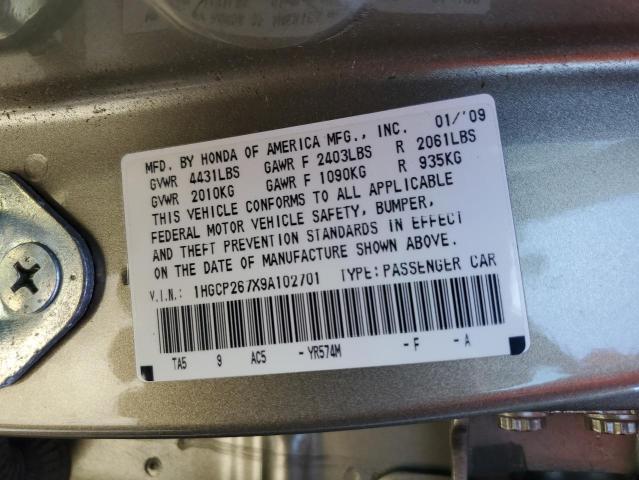 MFD. BY HONDA OF AMERICA MFG., INC. 01/'09
GVWR 4431LBS GAWR F 2403LBS R 2061LBS
GVWR 2010KG GAWR F 1090KG R 935KG
THIS VEHICLE CONFORMS TO ALL APPLICABLE
FEDERAL MOTOR VEHICLE SAFETY, BUMPER,
AND THEFT PREVENTION STANDARDS IN EFFECT
ON THE DATE OF MANUFACTURE SHOWN ABOVE.
V.I.N.: 1HGCP267X9A102701 TYPE:PASSENGER CAR
TA5 9 AC5 -YR574M -F -A